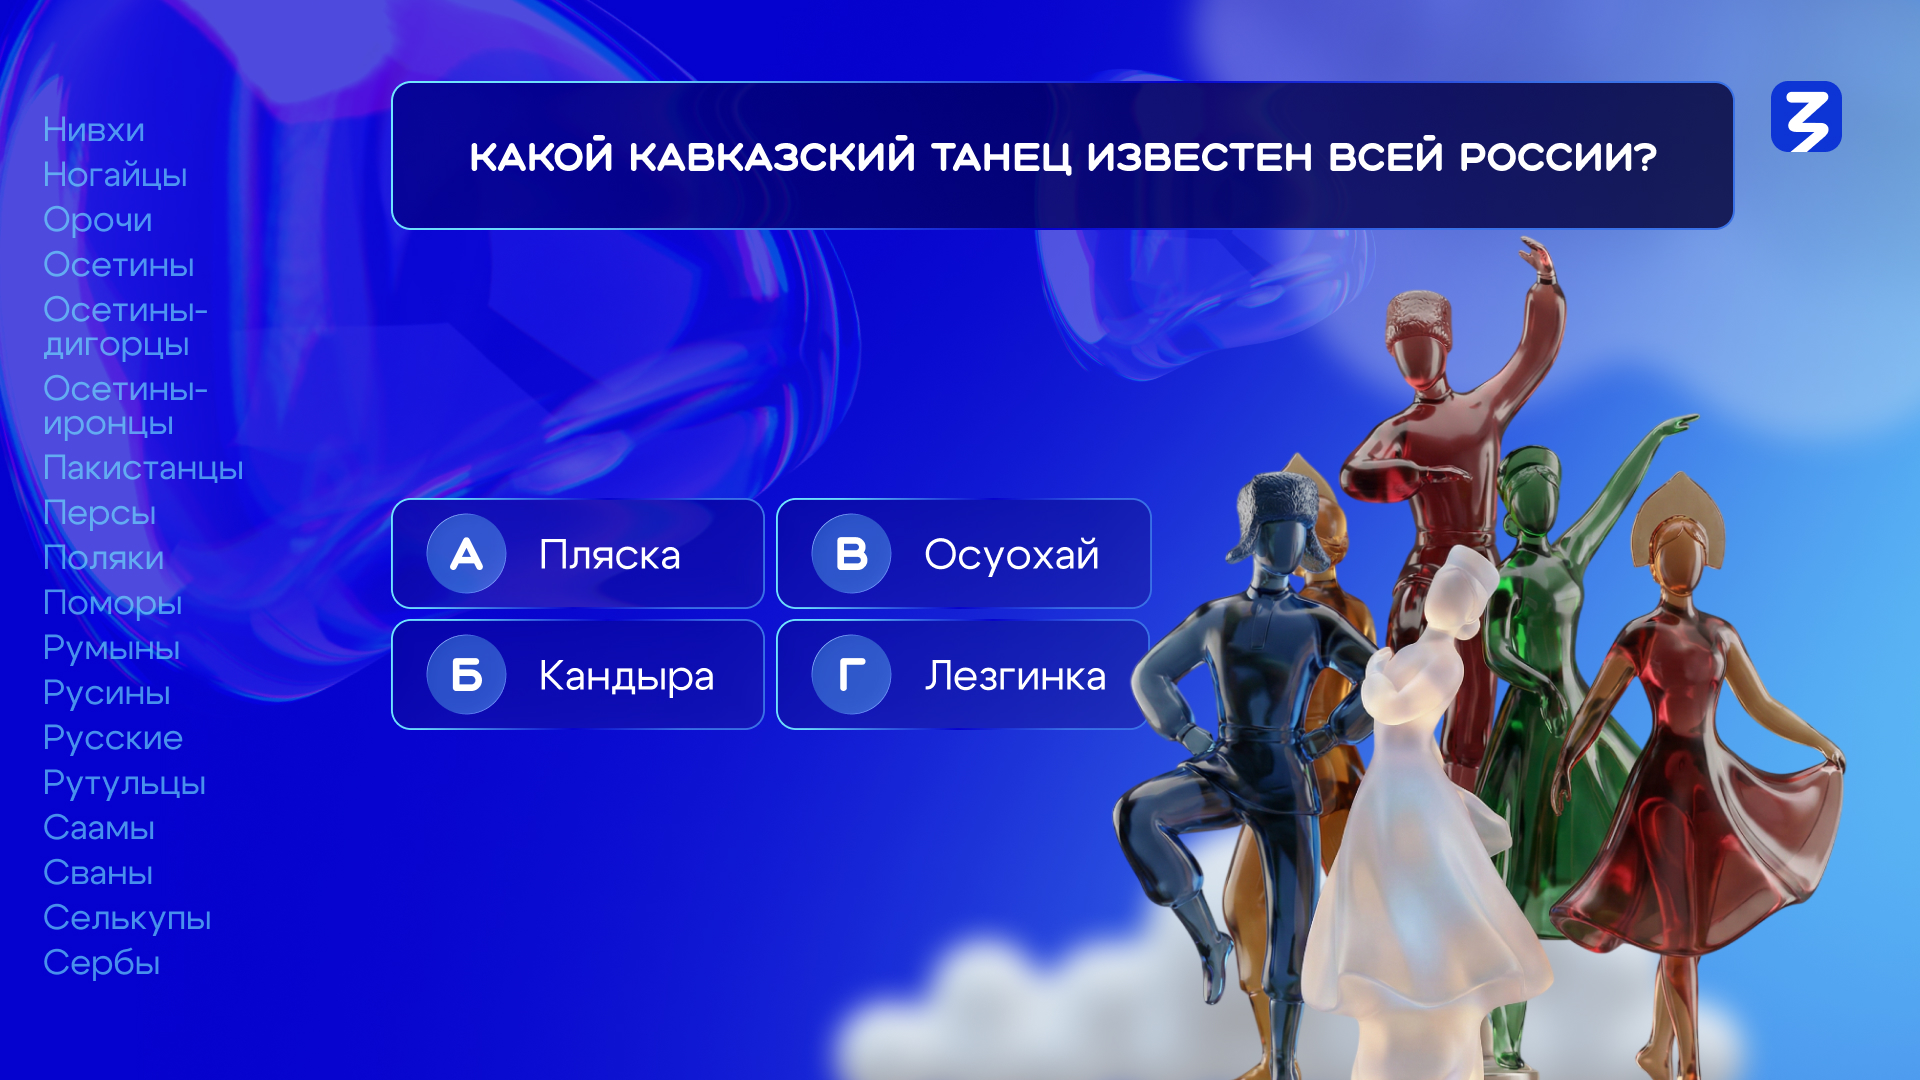 КАКОЙ КАВКАЗСКИЙ ТАНЕЦ ИЗВЕСТЕН ВСЕЙ РОССИИ?
Нивхи
Ногайцы
Орочи
Осетины
Осетины-
дигорцы
Осетины-
иронцы
Пакистанцы
Персы
Поляки
Поморы
Румыны
Русины
Русские
Рутульцы
Саамы
Сваны
Селькупы
Сербы
А Пляска
В Осуохай
Б Кандыра
Г Лезгинка